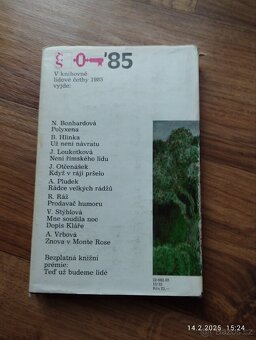 '85
V knihovně
lidové četby 1985
vyjde:
N. Bonhardová
Polyxena
B. Hlinka
Už není návratu
J. Loukotková
Není římského lidu
J. Otčenášek
Když v ráji pršelo
A. Pludek
Rádce velkých rádžů
R. Ráž
Prodavač humoru
V. Stýblová
Mne soudila noc
Dopis Kláře
A. Vrbová
Znova v Monte Rose
Bezplatná knižní
prémie:
Teď už budeme lidé
14.2.2025 15:24